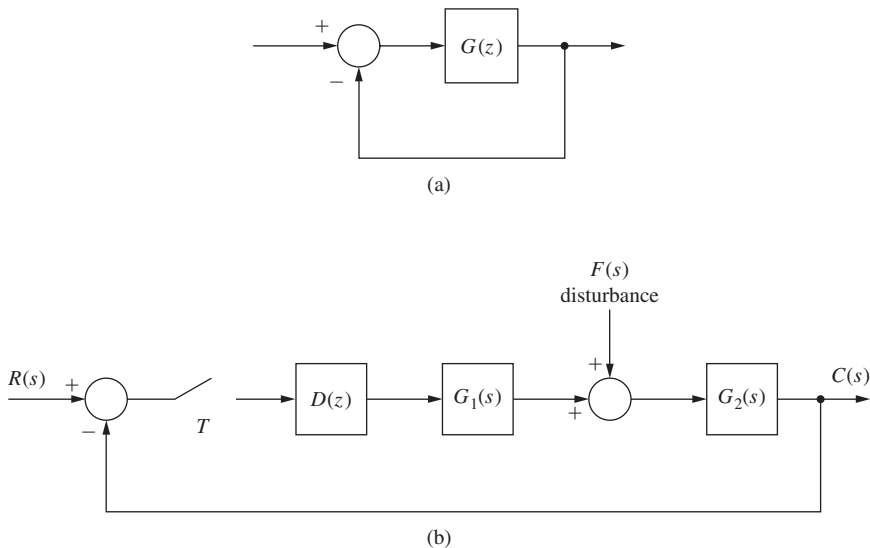 +
G(z)
−
(a)
F(s)
disturbance
R(s)
+
+
C(s)
D(z)
G₁(s)
G₂(s)
+
−
T
(b)